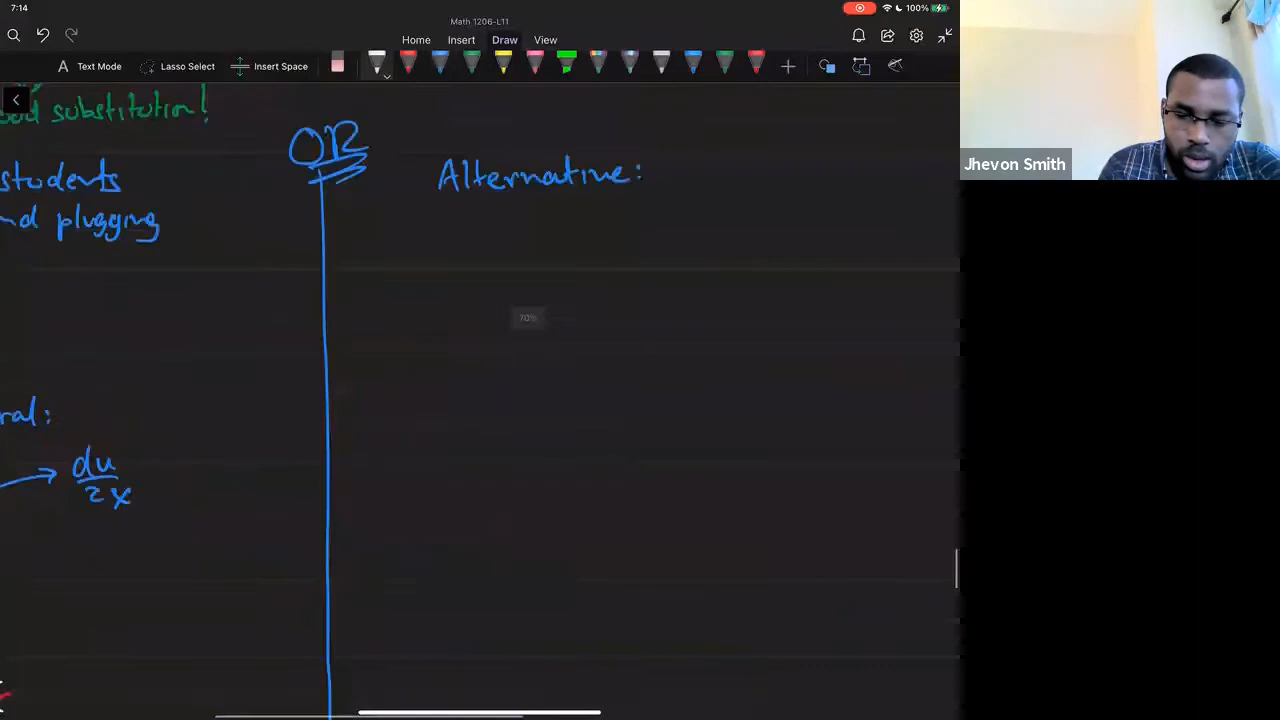 7:14
100%
Math 1206-L11
Home Insert Draw View
Text Mode Lasso Select Insert Space
substitution!
students
plugging
OR
Alternative:
70%
du
2x
Jhevon Smith